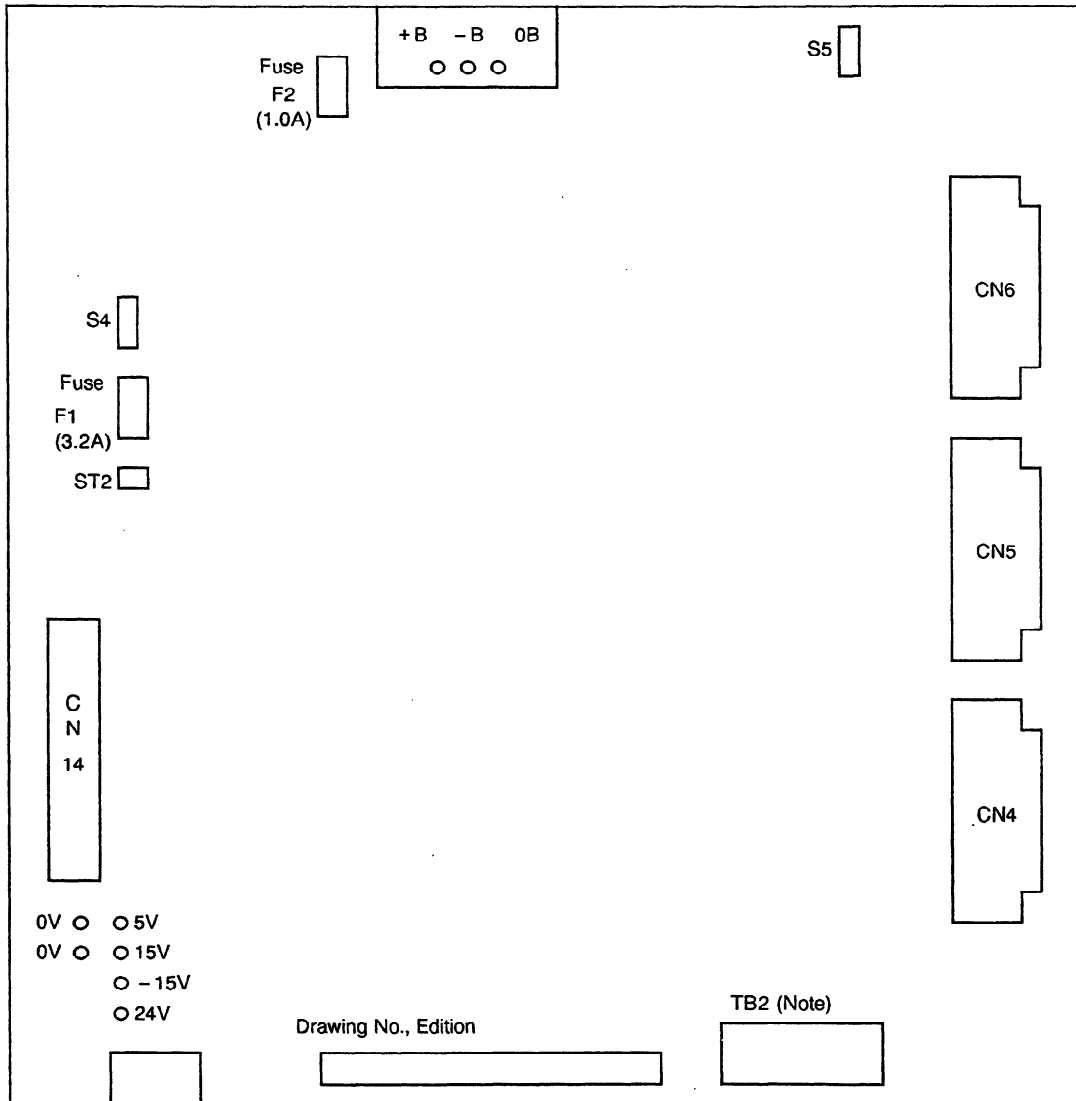 +B −B 0B
S5
Fuse
F2
(1.0A)
CN6
S4
Fuse
F1
(3.2A)
ST2
CN5
C
N
14
CN4
0V 5V
0V 15V
−15V
24V
TB2 (Note)
Drawing No., Edition